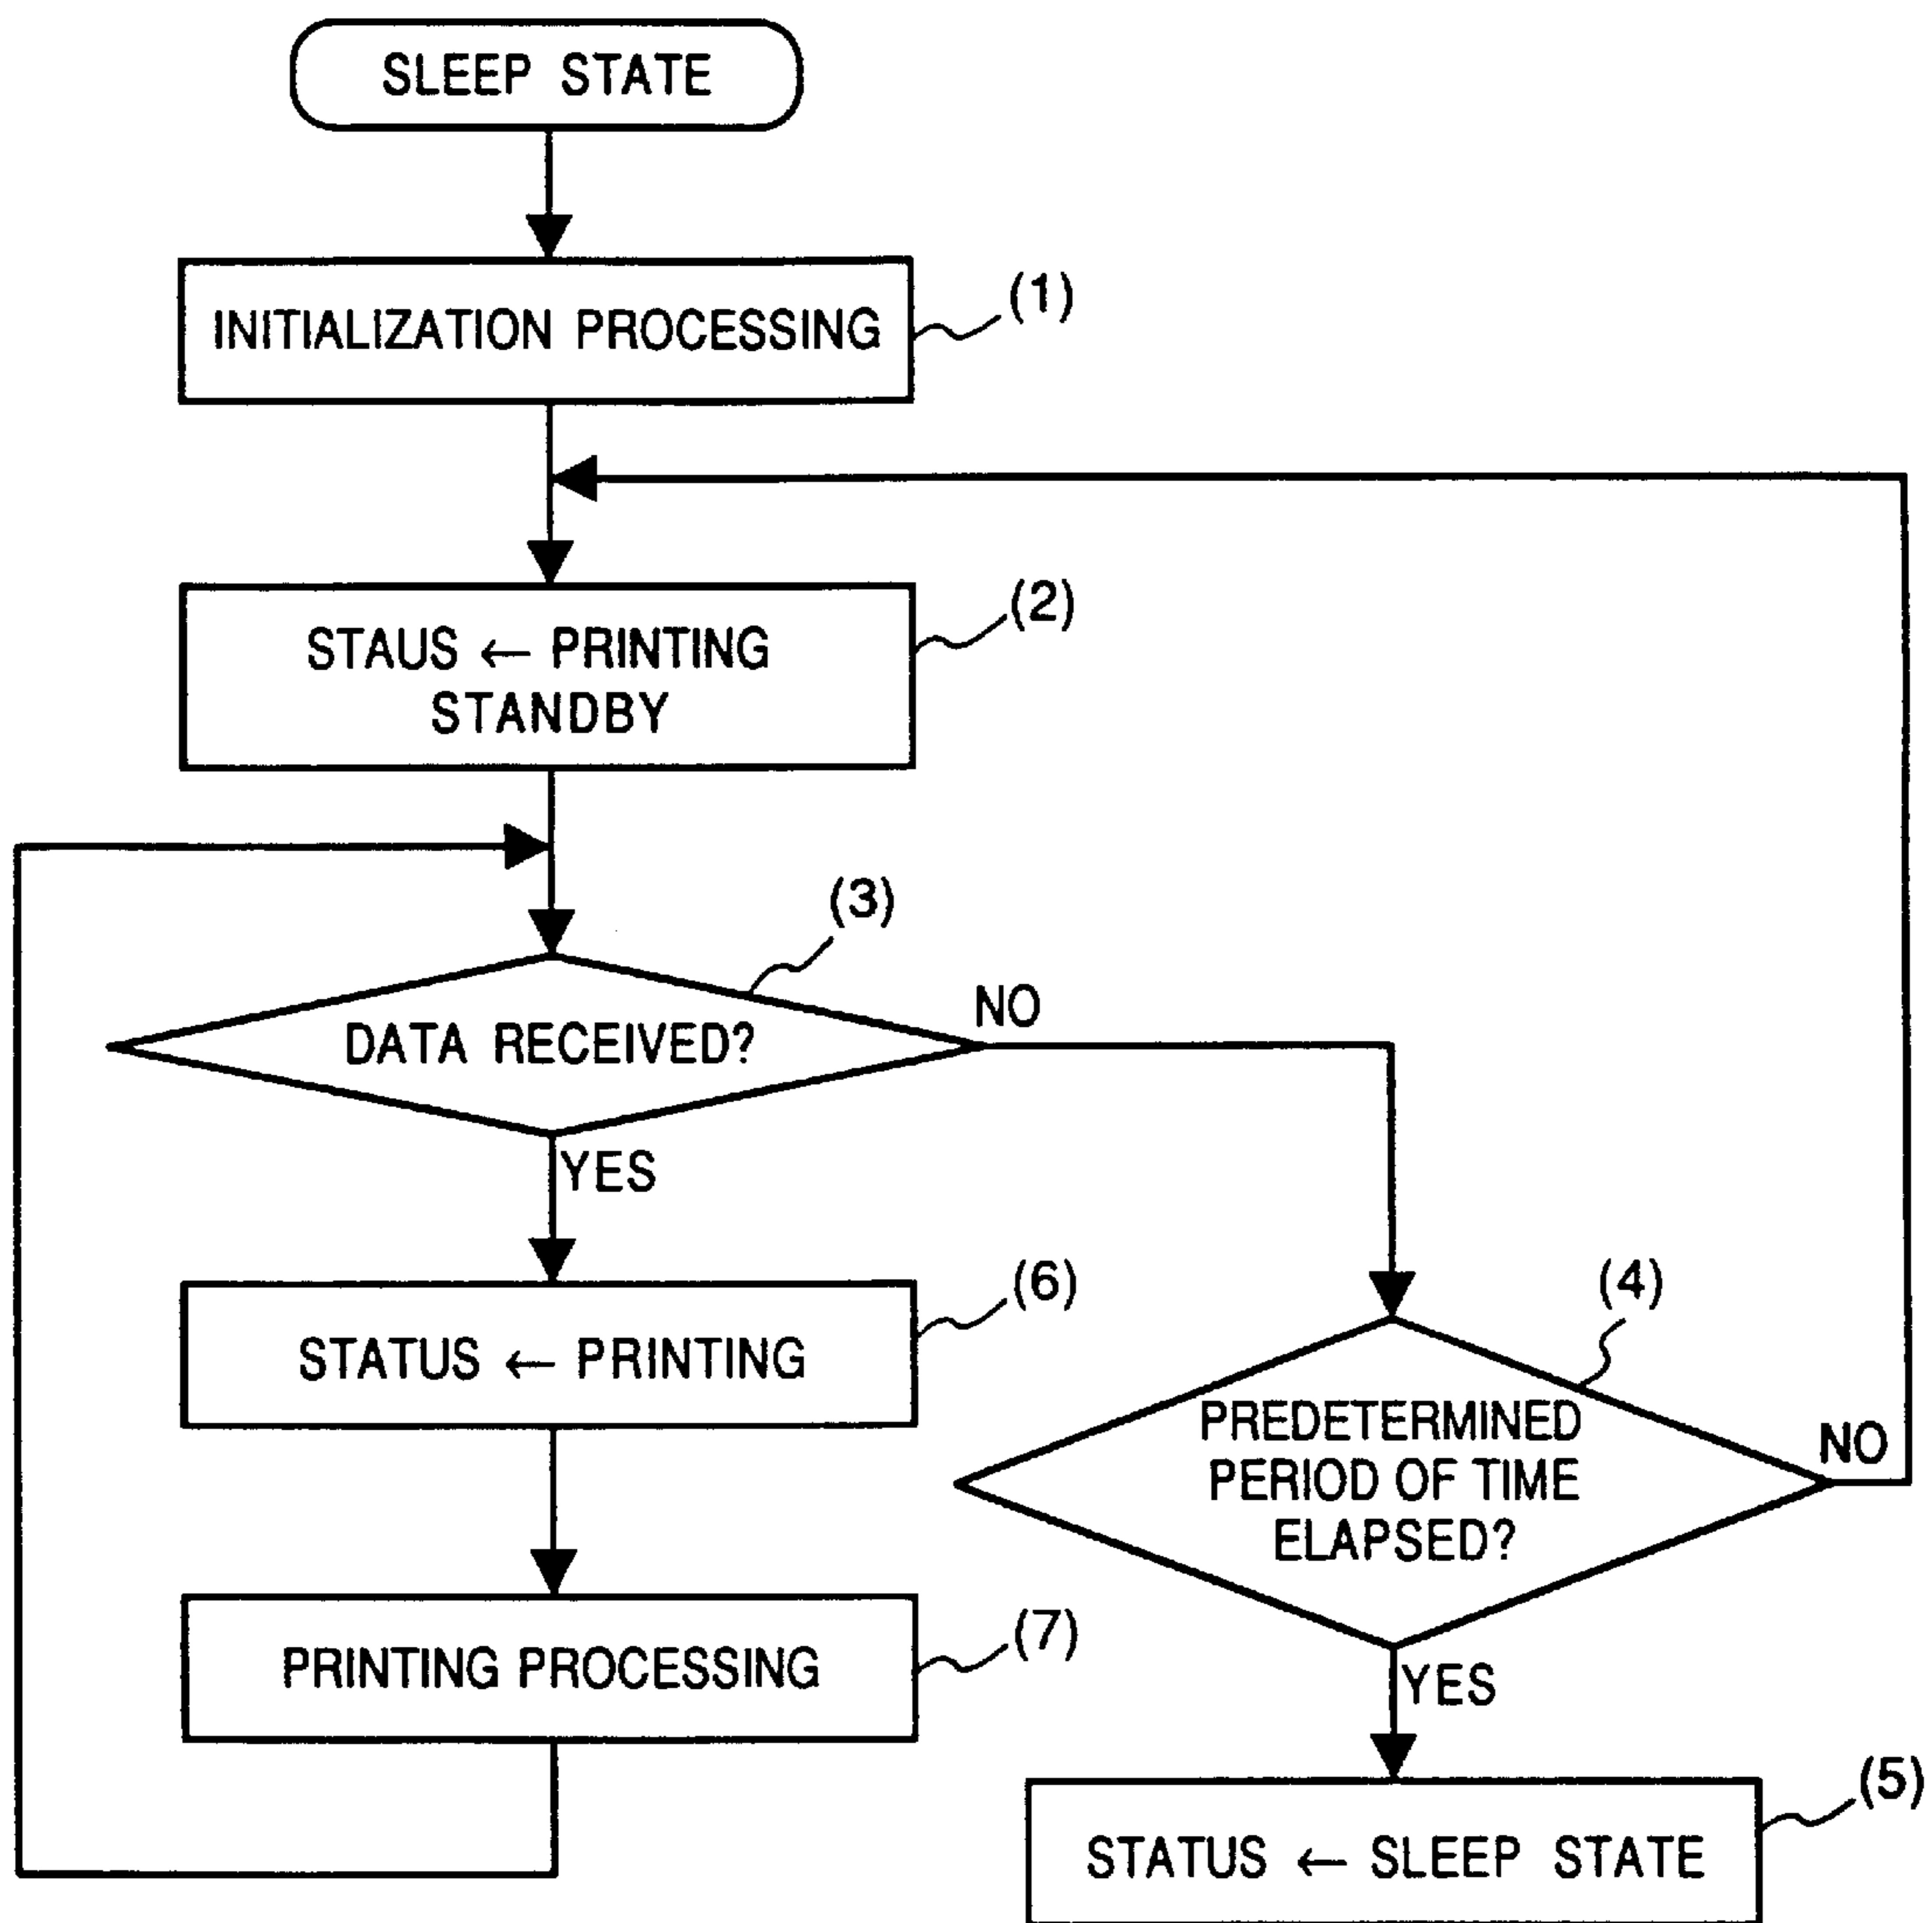 SLEEP STATE
INITIALIZATION PROCESSING
(1)
STAUS ← PRINTING
STANDBY
(2)
(3)
DATA RECEIVED?
NO
YES
STATUS ← PRINTING
(6)
(4)
PREDETERMINED
PERIOD OF TIME
ELAPSED?
NO
YES
PRINTING PROCESSING
(7)
STATUS ← SLEEP STATE
(5)